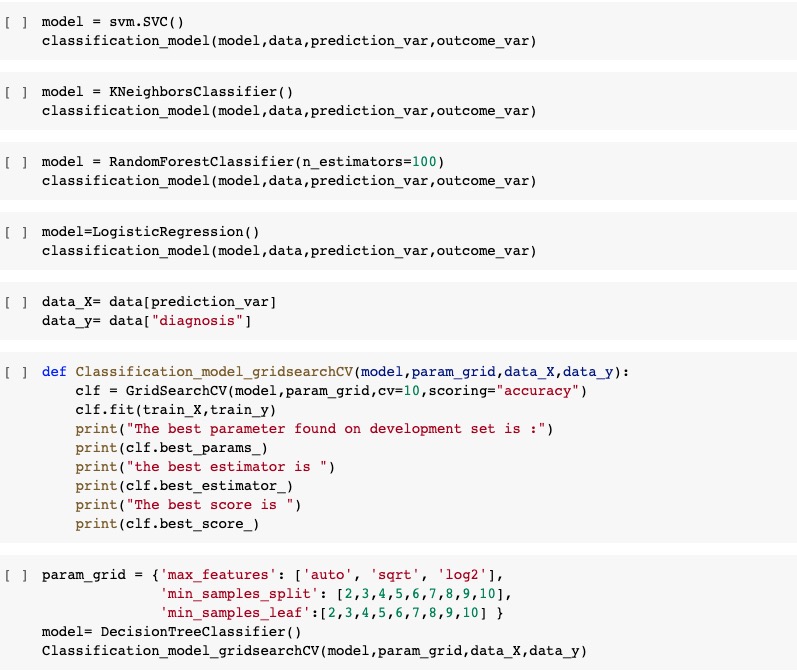 [ ] model = svm.SVC()
classification_model(model,data,prediction_var,outcome_var)
[ ] model = KNeighborsClassifier()
classification_model(model,data,prediction_var,outcome_var)
[ ] model = RandomForestClassifier(n_estimators=100)
classification_model(model,data,prediction_var,outcome_var)
[ ] model=LogisticRegression()
classification_model(model,data,prediction_var,outcome_var)
[ ] data_X= data[prediction_var]
data_y= data["diagnosis"]
[ ] def Classification_model_gridsearchCV(model,param_grid,data_X,data_y):
clf = GridSearchCV(model,param_grid,cv=10,scoring="accuracy")
clf.fit(train_X,train_y)
print("The best parameter found on development set is :")
print(clf.best_params_)
print("the best estimator is ")
print(clf.best_estimator_)
print("The best score is ")
print(clf.best_score_)
[ ] param_grid = {'max_features': ['auto', 'sqrt', 'log2'],
'min_samples_split': [2,3,4,5,6,7,8,9,10],
'min_samples_leaf':[2,3,4,5,6,7,8,9,10] }
model= DecisionTreeClassifier()
Classification_model_gridsearchCV(model,param_grid,data_X,data_y)